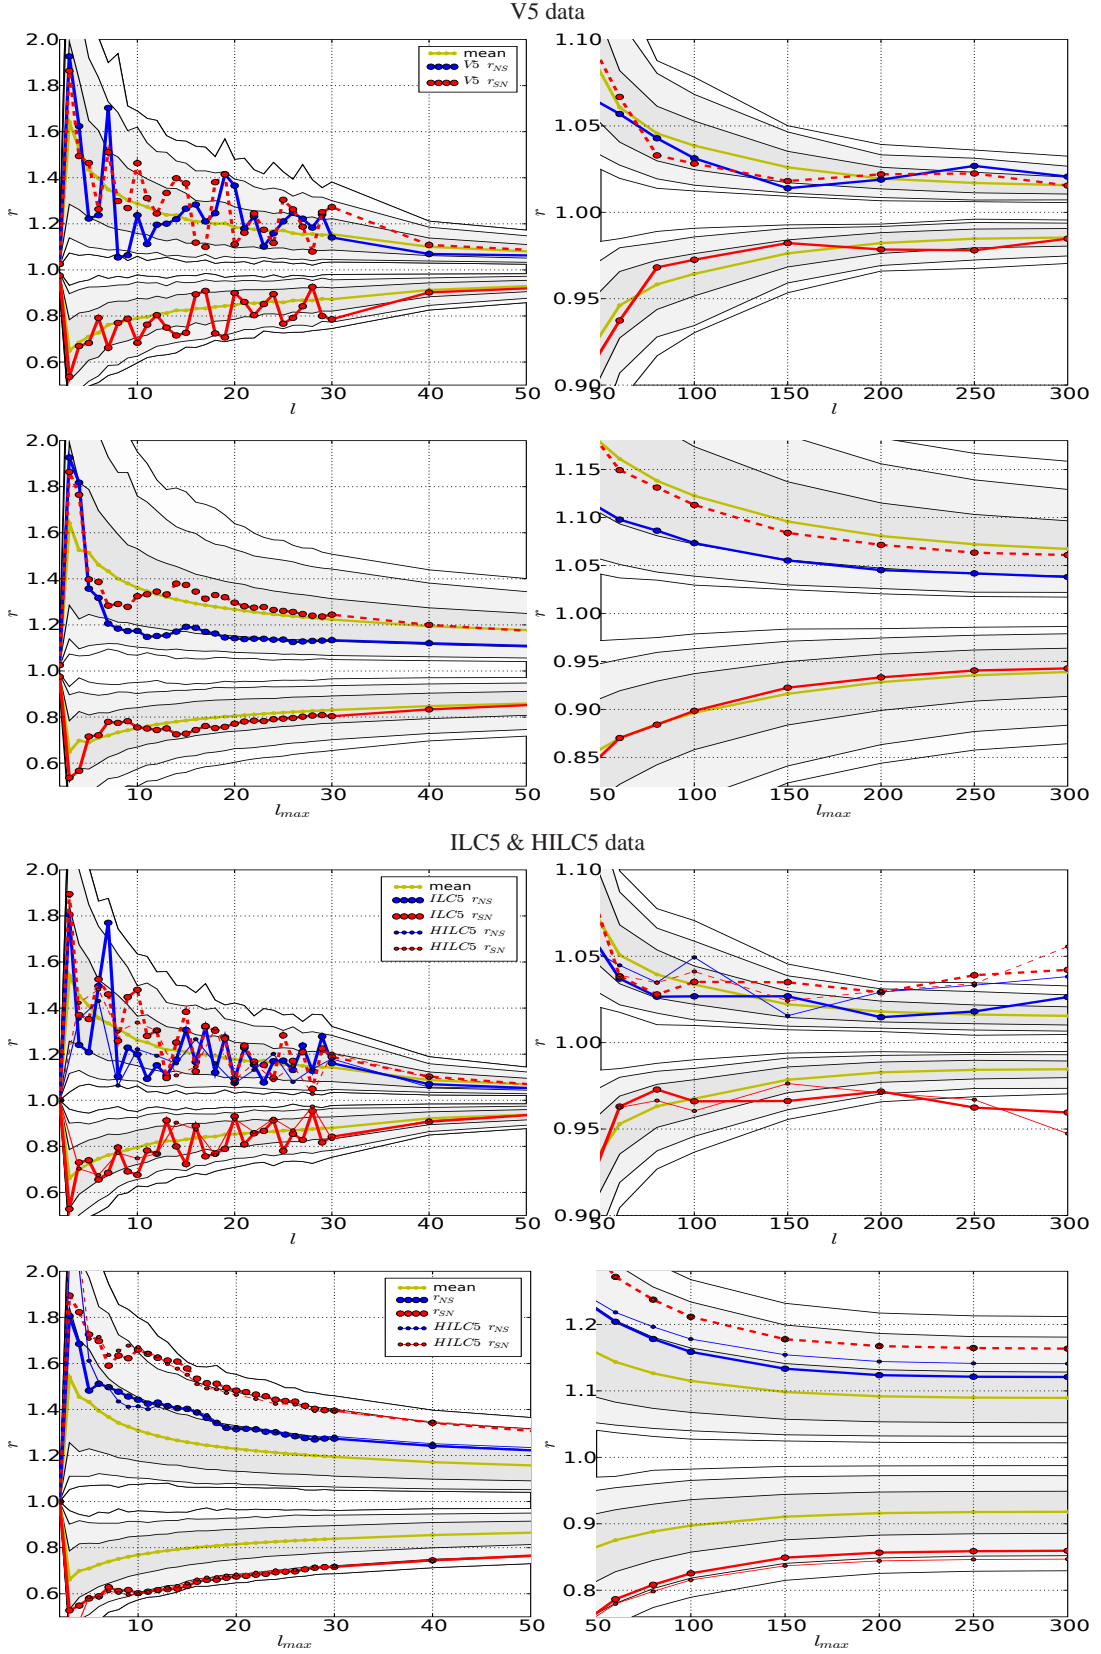 V5 data
2.0
1.8
1.6
1.4
1.2
1.0
0.8
0.6
r
mean
V5 r_NS
V5 r_SN
10 20 30 40 50
l
1.10
1.05
1.00
0.95
0.90
r
50 100 150 200 250 300
l
2.0
1.8
1.6
1.4
1.2
1.0
0.8
0.6
r
10 20 30 40 50
l_max
1.15
1.10
1.05
1.00
0.95
0.90
0.85
r
50 100 150 200 250 300
l_max
ILC5 & HILC5 data
2.0
1.8
1.6
1.4
1.2
1.0
0.8
0.6
r
mean
ILC5 r_NS
ILC5 r_SN
HILC5 r_NS
HILC5 r_SN
10 20 30 40 50
l
1.10
1.05
1.00
0.95
0.90
r
50 100 150 200 250 300
l
2.0
1.8
1.6
1.4
1.2
1.0
0.8
0.6
r
mean
r_NS
r_SN
HILC5 r_NS
HILC5 r_SN
10 20 30 40 50
l_max
1.2
1.1
1.0
0.9
0.8
r
50 100 150 200 250 300
l_max